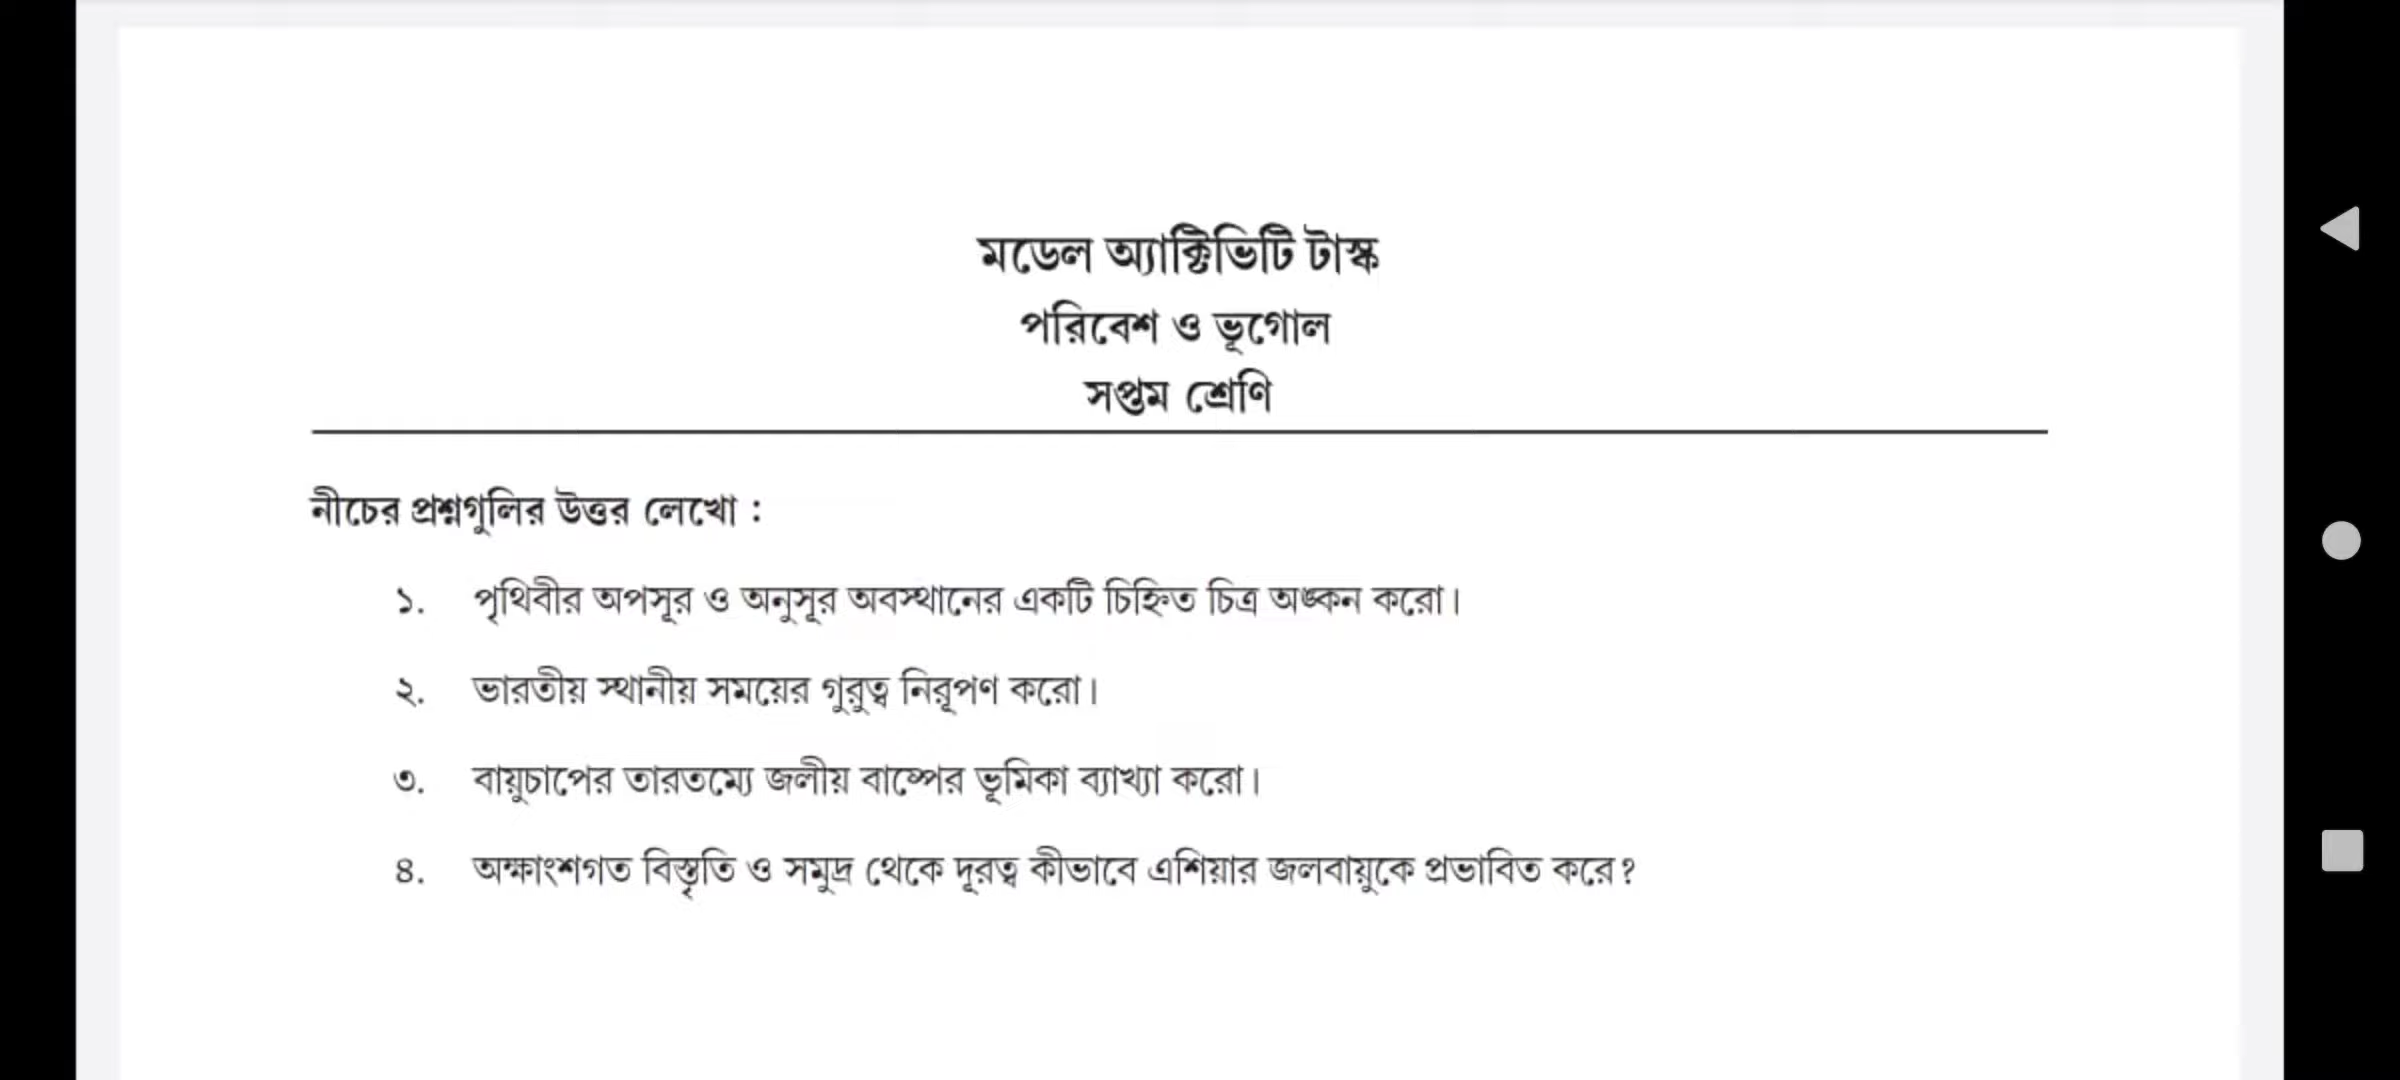 মডেল অ্যাক্টিভিটি টাস্ক
পরিবেশ ও ভূগোল
সপ্তম শ্রেণি
নীচের প্রশ্নগুলির উত্তর লেখো :
১. পৃথিবীর অপসূর ও অনুসূর অবস্থানের একটি চিহ্নিত চিত্র অঙ্কন করো।
২. ভারতীয় স্থানীয় সময়ের গুরুত্ব নিরূপণ করো।
৩. বায়ুচাপের তারতম্যে জলীয় বাষ্পের ভূমিকা ব্যাখ্যা করো।
৪. অক্ষাংশগত বিস্তৃতি ও সমুদ্র থেকে দূরত্ব কীভাবে এশিয়ার জলবায়ুকে প্রভাবিত করে?